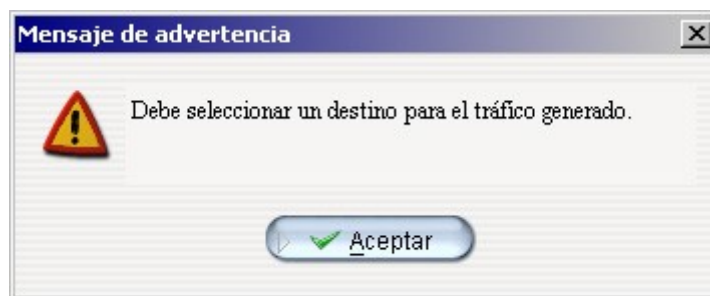 Mensaje de advertencia
Debe seleccionar un destino para el tráfico generado.
Aceptar